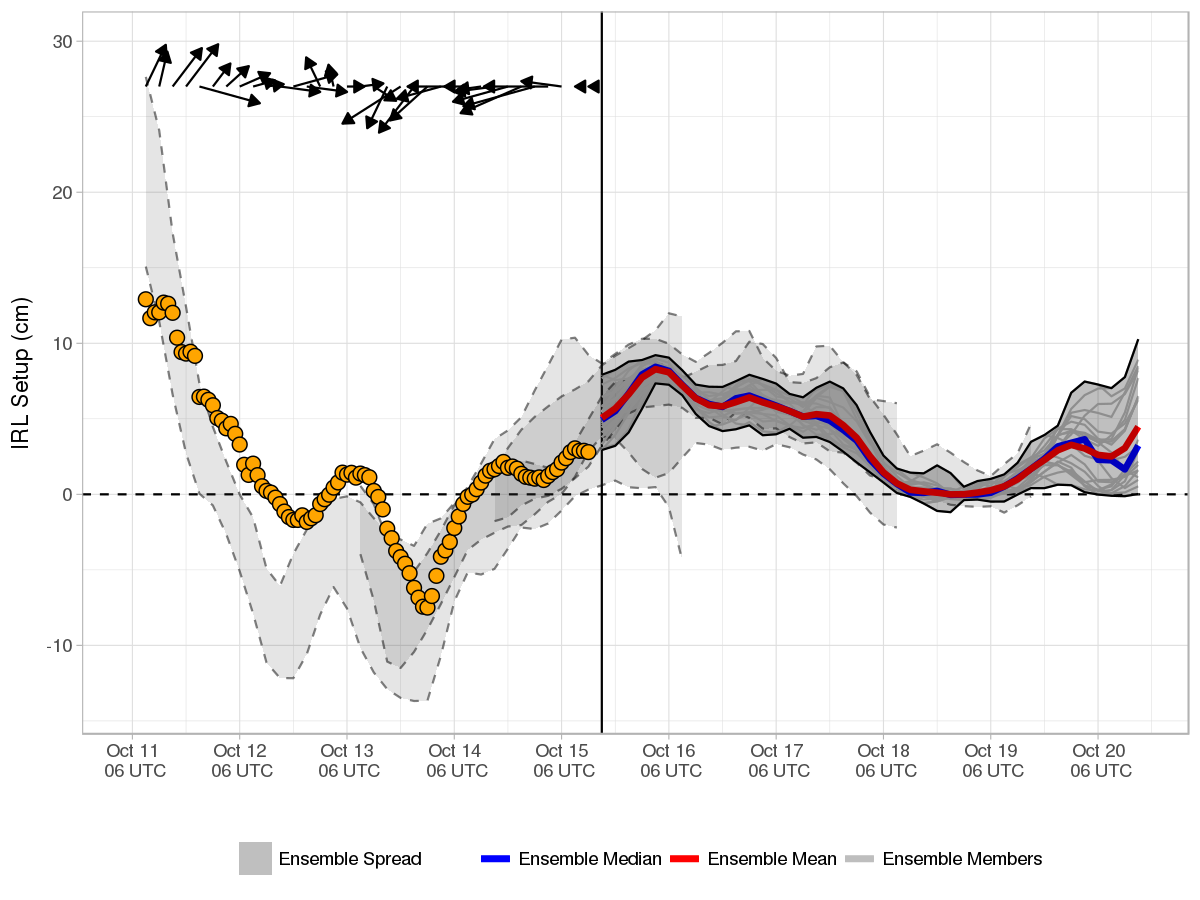 30
20
10
0
-10
IRL Setup (cm)
Oct 11 Oct 12 Oct 13 Oct 14 Oct 15 Oct 16 Oct 17 Oct 18 Oct 19 Oct 20
06 UTC 06 UTC 06 UTC 06 UTC 06 UTC 06 UTC 06 UTC 06 UTC 06 UTC 06 UTC
Ensemble Spread Ensemble Median Ensemble Mean Ensemble Members